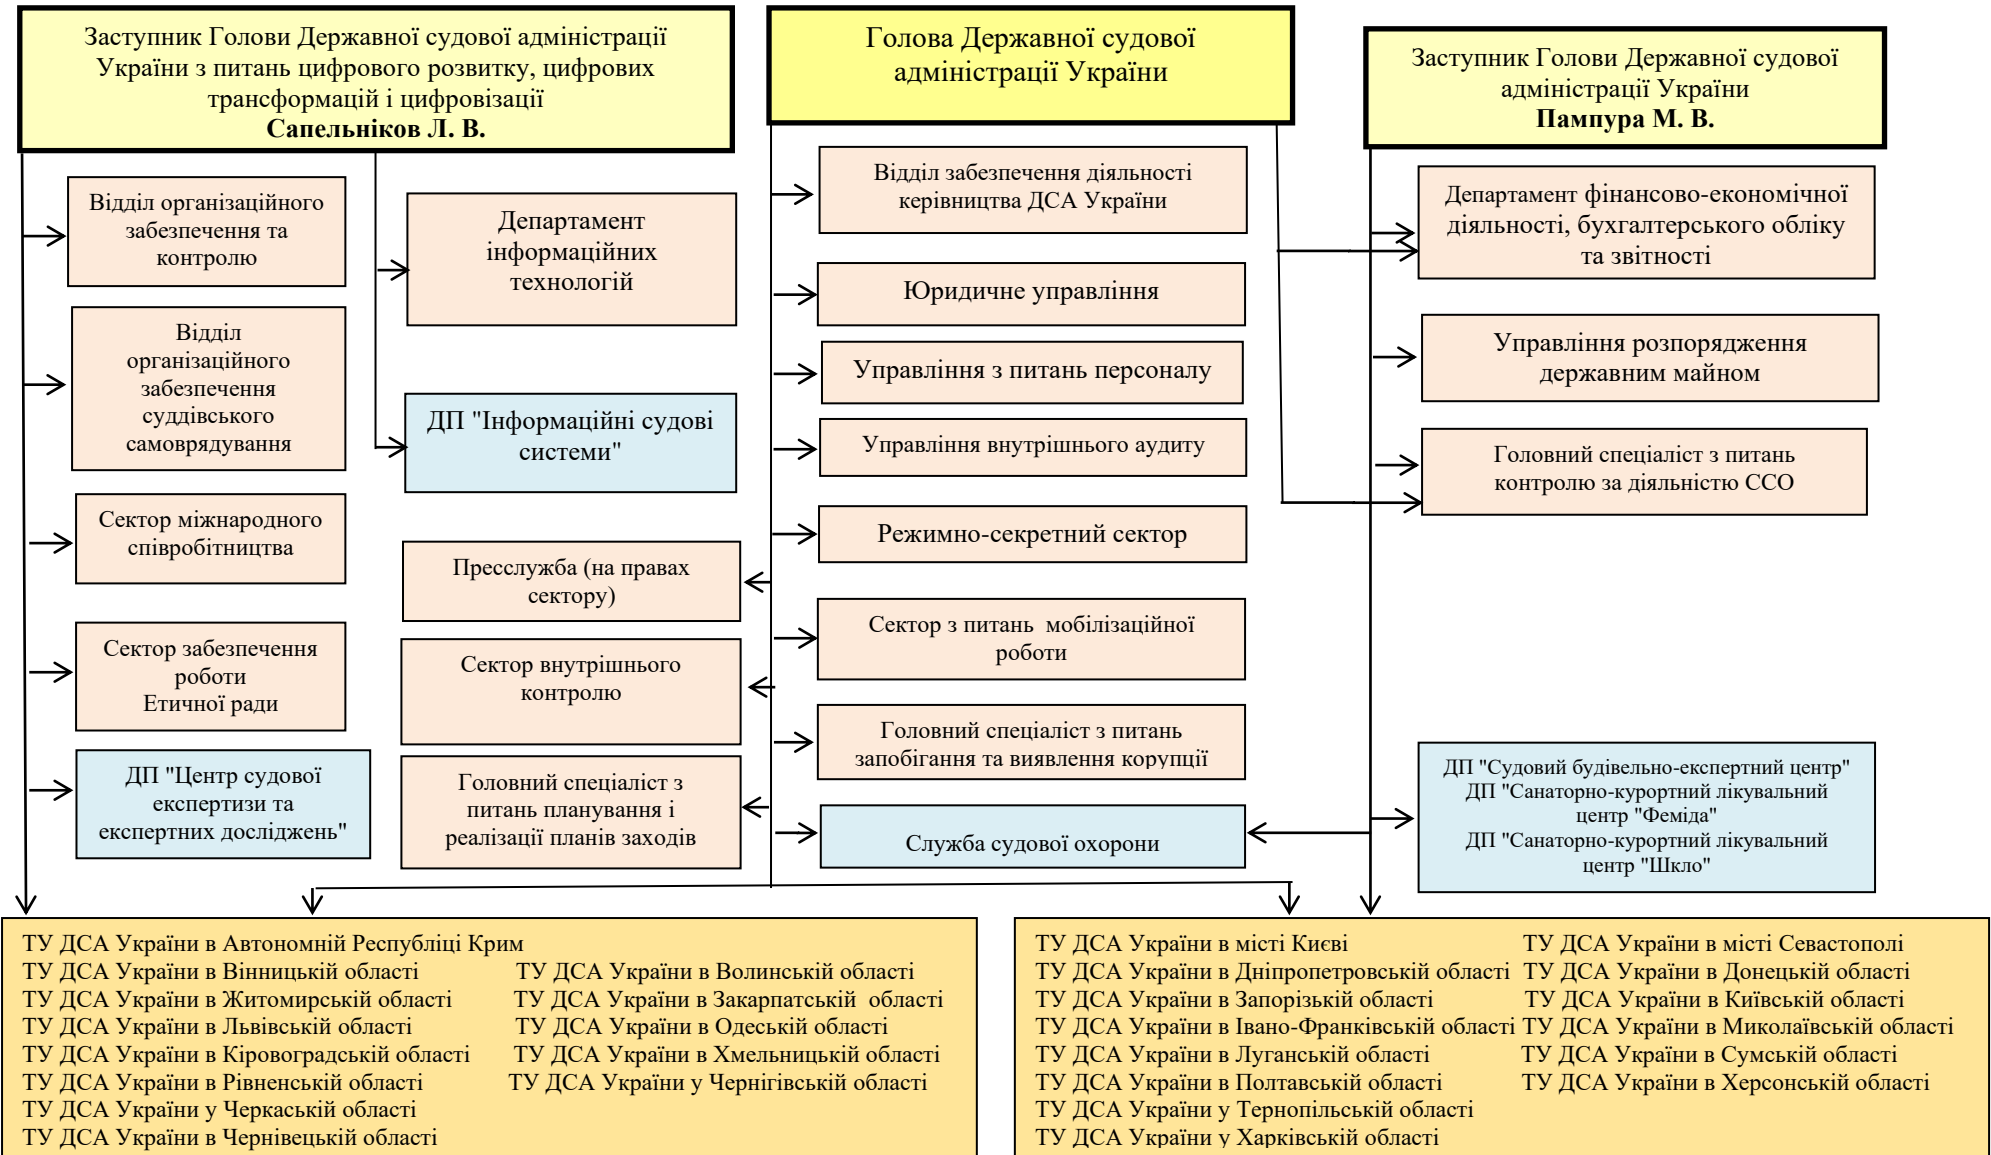 Заступник Голови Державної судової адміністрації
України з питань цифрового розвитку, цифрових
трансформацій і цифровізації
Сапельніков Л. В.
Голова Державної судової
адміністрації України
Заступник Голови Державної судової
адміністрації України
Пампура М. В.
Відділ організаційного
забезпечення та
контролю
Відділ
організаційного
забезпечення
суддівського
самоврядування
Сектор міжнародного
співробітництва
Сектор забезпечення
роботи
Етичної ради
ДП "Центр судової
експертизи та
експертних досліджень"
Департамент
інформаційних
технологій
ДП "Інформаційні судові
системи"
Пресслужба (на правах
сектору)
Сектор внутрішнього
контролю
Головний спеціаліст з
питань планування і
реалізації планів заходів
Відділ забезпечення діяльності
керівництва ДСА України
Юридичне управління
Управління з питань персоналу
Управління внутрішнього аудиту
Режимно-секретний сектор
Сектор з питань  мобілізаційної
роботи
Головний спеціаліст з питань
запобігання та виявлення корупції
Служба судової охорони
Департамент фінансово-економічної
діяльності, бухгалтерського обліку
та звітності
Управління розпорядження
державним майном
Головний спеціаліст з питань
контролю за діяльністю ССО
ДП "Судовий будівельно-експертний центр"
ДП "Санаторно-курортний лікувальний
центр "Феміда"
ДП "Санаторно-курортний лікувальний
центр "Шкло"
ТУ ДСА України в Автономній Республіці Крим
ТУ ДСА України в Вінницькій області ТУ ДСА України в Волинській області
ТУ ДСА України в Житомирській області ТУ ДСА України в Закарпатській  області
ТУ ДСА України в Львівській області ТУ ДСА України в Одеській області
ТУ ДСА України в Кіровоградській області ТУ ДСА України в Хмельницькій області
ТУ ДСА України в Рівненській області ТУ ДСА України у Чернігівській області
ТУ ДСА України у Черкаській області
ТУ ДСА України в Чернівецькій області
ТУ ДСА України в місті Києві ТУ ДСА України в місті Севастополі
ТУ ДСА України в Дніпропетровській області ТУ ДСА України в Донецькій області
ТУ ДСА України в Запорізькій області ТУ ДСА України в Київській області
ТУ ДСА України в Івано-Франківській області ТУ ДСА України в Миколаївській області
ТУ ДСА України в Луганській області ТУ ДСА України в Сумській області
ТУ ДСА України в Полтавській області ТУ ДСА України в Херсонській області
ТУ ДСА України у Тернопільській області
ТУ ДСА України у Харківській області